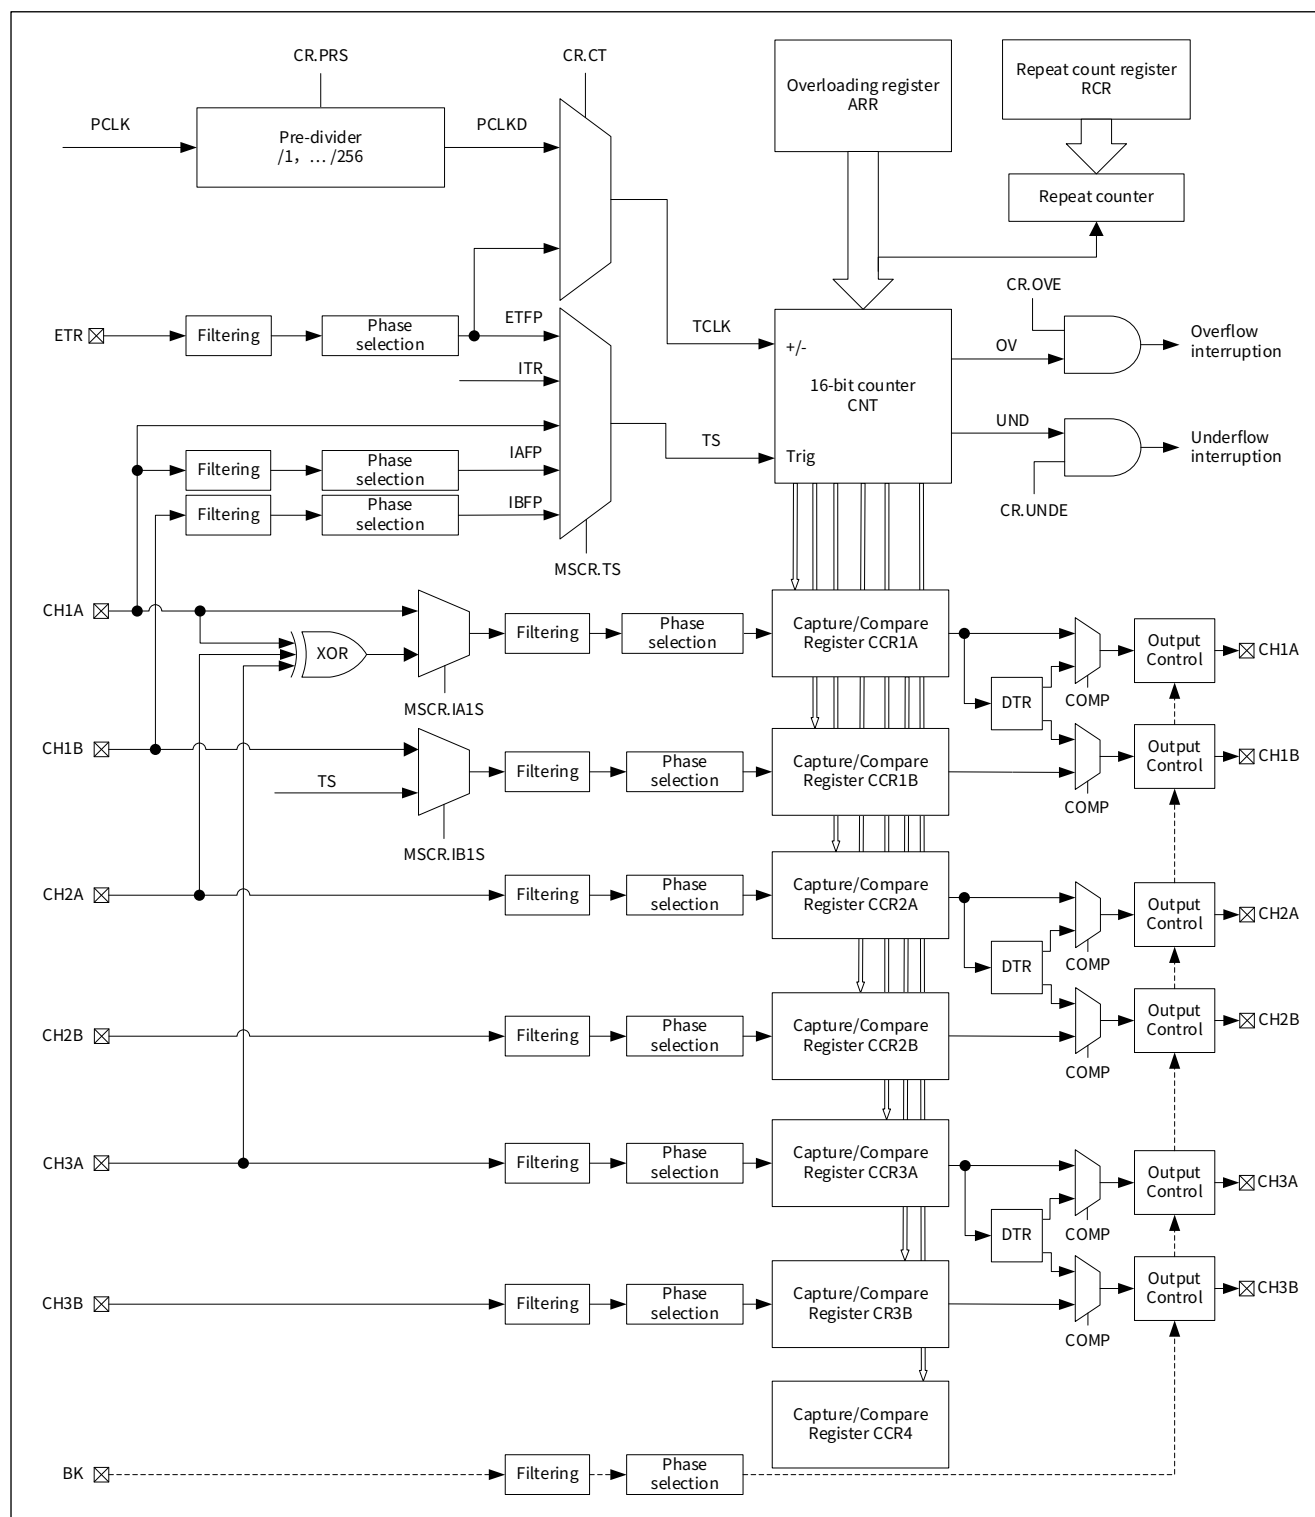 CR.PRS
CR.CT
Overloading register
ARR
Repeat count register
RCR
PCLK
Pre-divider
/1, … /256
PCLKD
Repeat counter
CR.OVE
ETR
Filtering
Phase
selection
ETFP
TCLK
+/-
OV
Overflow
interruption
ITR
16-bit counter
CNT
UND
Underflow
interruption
TS
Trig
Filtering
Phase
selection
IAFP
Filtering
Phase
selection
IBFP
CR.UNDE
MSCR.TS
CH1A
XOR
Filtering
Phase
selection
Capture/Compare
Register CCR1A
Output
Control
CH1A
MSCR.IA1S
DTR
COMP
CH1B
TS
Filtering
Phase
selection
Capture/Compare
Register CCR1B
Output
Control
CH1B
COMP
MSCR.IB1S
CH2A
Filtering
Phase
selection
Capture/Compare
Register CCR2A
Output
Control
CH2A
DTR
COMP
CH2B
Filtering
Phase
selection
Capture/Compare
Register CCR2B
Output
Control
CH2B
COMP
CH3A
Filtering
Phase
selection
Capture/Compare
Register CCR3A
Output
Control
CH3A
DTR
COMP
CH3B
Filtering
Phase
selection
Capture/Compare
Register CR3B
Output
Control
CH3B
COMP
Capture/Compare
Register CCR4
BK
Filtering
Phase
selection